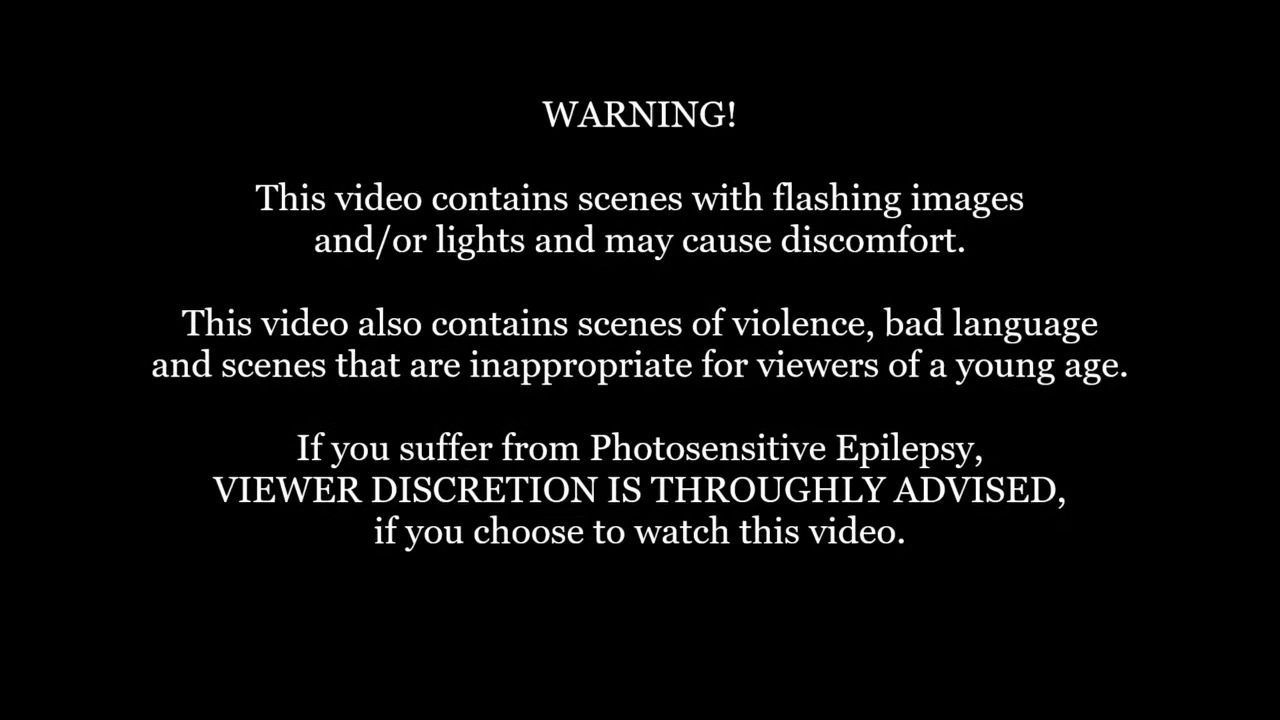 WARNING!
This video contains scenes with flashing images
and/or lights and may cause discomfort.
This video also contains scenes of violence, bad language
and scenes that are inappropriate for viewers of a young age.
If you suffer from Photosensitive Epilepsy,
VIEWER DISCRETION IS THROUGHLY ADVISED,
if you choose to watch this video.